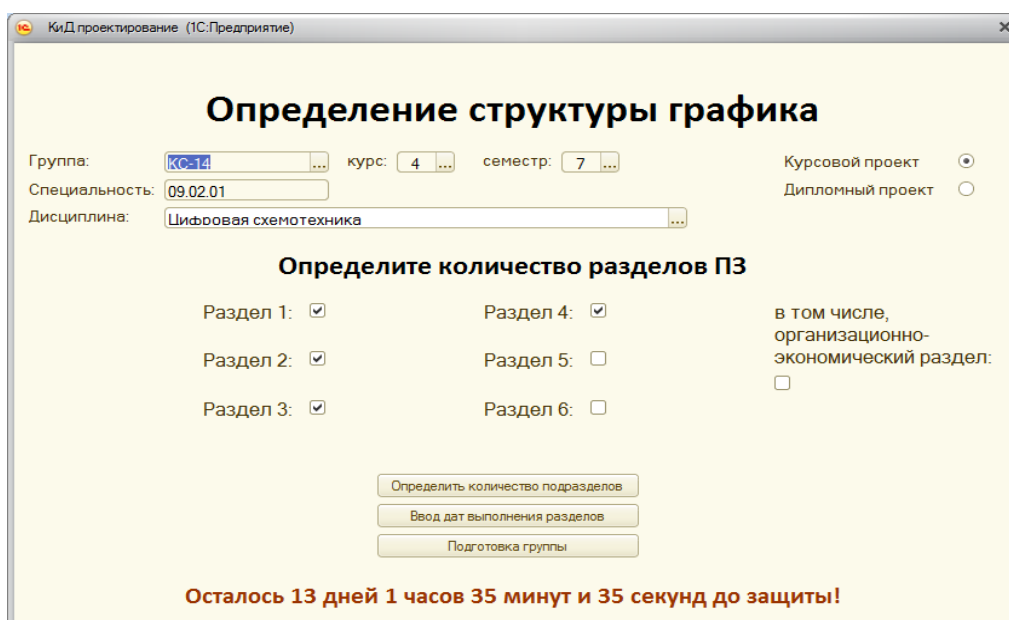 1С КиД проектирование (1С:Предприятие)
Определение структуры графика
Группа: КС-14 ... курс: 4 ... семестр: 7 ... Курсовой проект
Специальность: 09.02.01 Дипломный проект
Дисциплина: Цифровая схемотехника ...
Определите количество разделов ПЗ
Раздел 1: Раздел 4: в том числе,
организационно-
Раздел 2: Раздел 5: экономический раздел:
Раздел 3: Раздел 6:
Определить количество подразделов
Ввод дат выполнения разделов
Подготовка группы
Осталось 13 дней 1 часов 35 минут и 35 секунд до защиты!